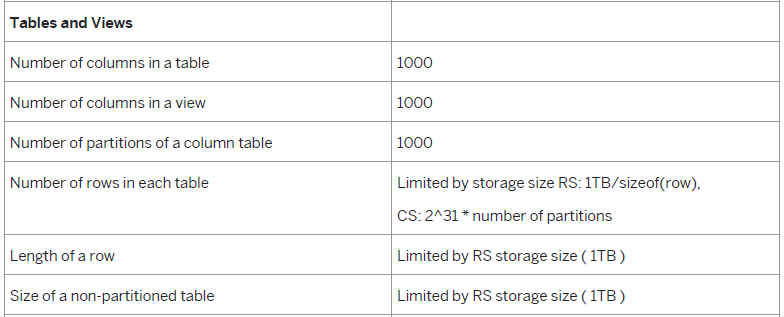 Tables and Views
Number of columns in a table 1000
Number of columns in a view 1000
Number of partitions of a column table 1000
Number of rows in each table Limited by storage size RS: 1TB/sizeof(row),
CS: 2^31 * number of partitions
Length of a row Limited by RS storage size ( 1TB )
Size of a non-partitioned table Limited by RS storage size ( 1TB )